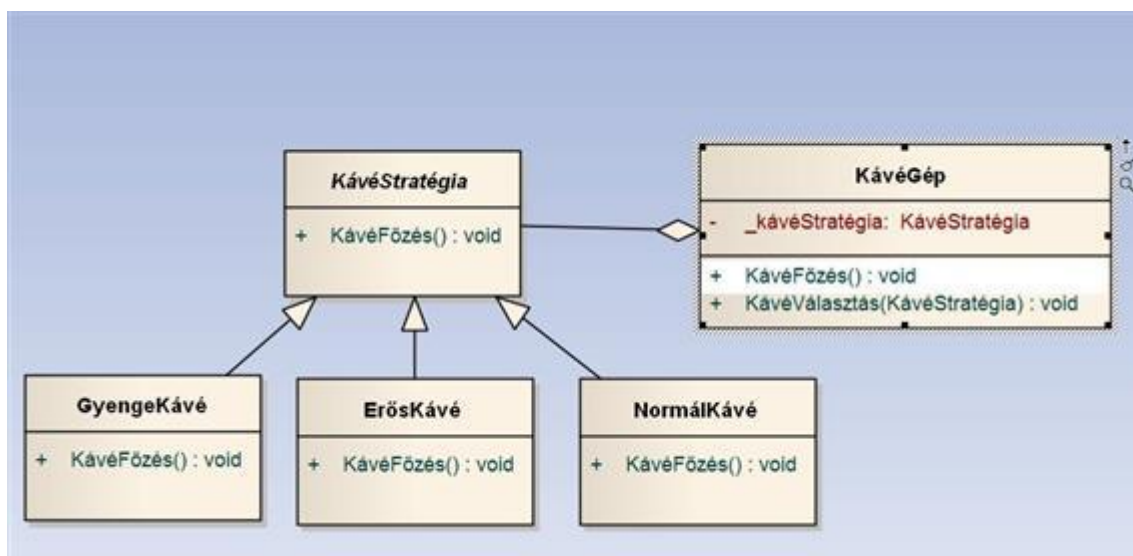 KávéStratégia
+ KávéFőzés() : void
KávéGép
- _kávéStratégia: KávéStratégia
+ KávéFőzés() : void
+ KávéVálasztás(KávéStratégia) : void
GyengeKávé
+ KávéFőzés() : void
ErősKávé
+ KávéFőzés() : void
NormálKávé
+ KávéFőzés() : void